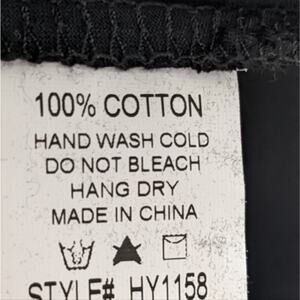 100% COTTON
HAND WASH COLD
DO NOT BLEACH
HANG DRY
MADE IN CHINA
STYLE# HY1158